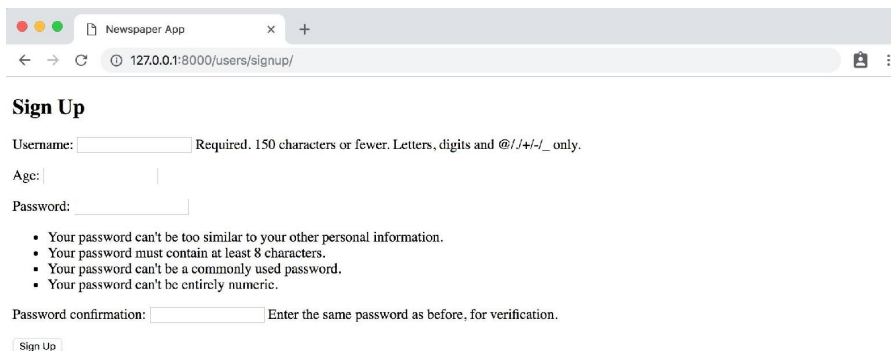 Newspaper App
127.0.0.1:8000/users/signup/
Sign Up
Username: Required. 150 characters or fewer. Letters, digits and @/./+/-/_ only.
Age:
Password:
• Your password can't be too similar to your other personal information.
• Your password must contain at least 8 characters.
• Your password can't be a commonly used password.
• Your password can't be entirely numeric.
Password confirmation: Enter the same password as before, for verification.
Sign Up